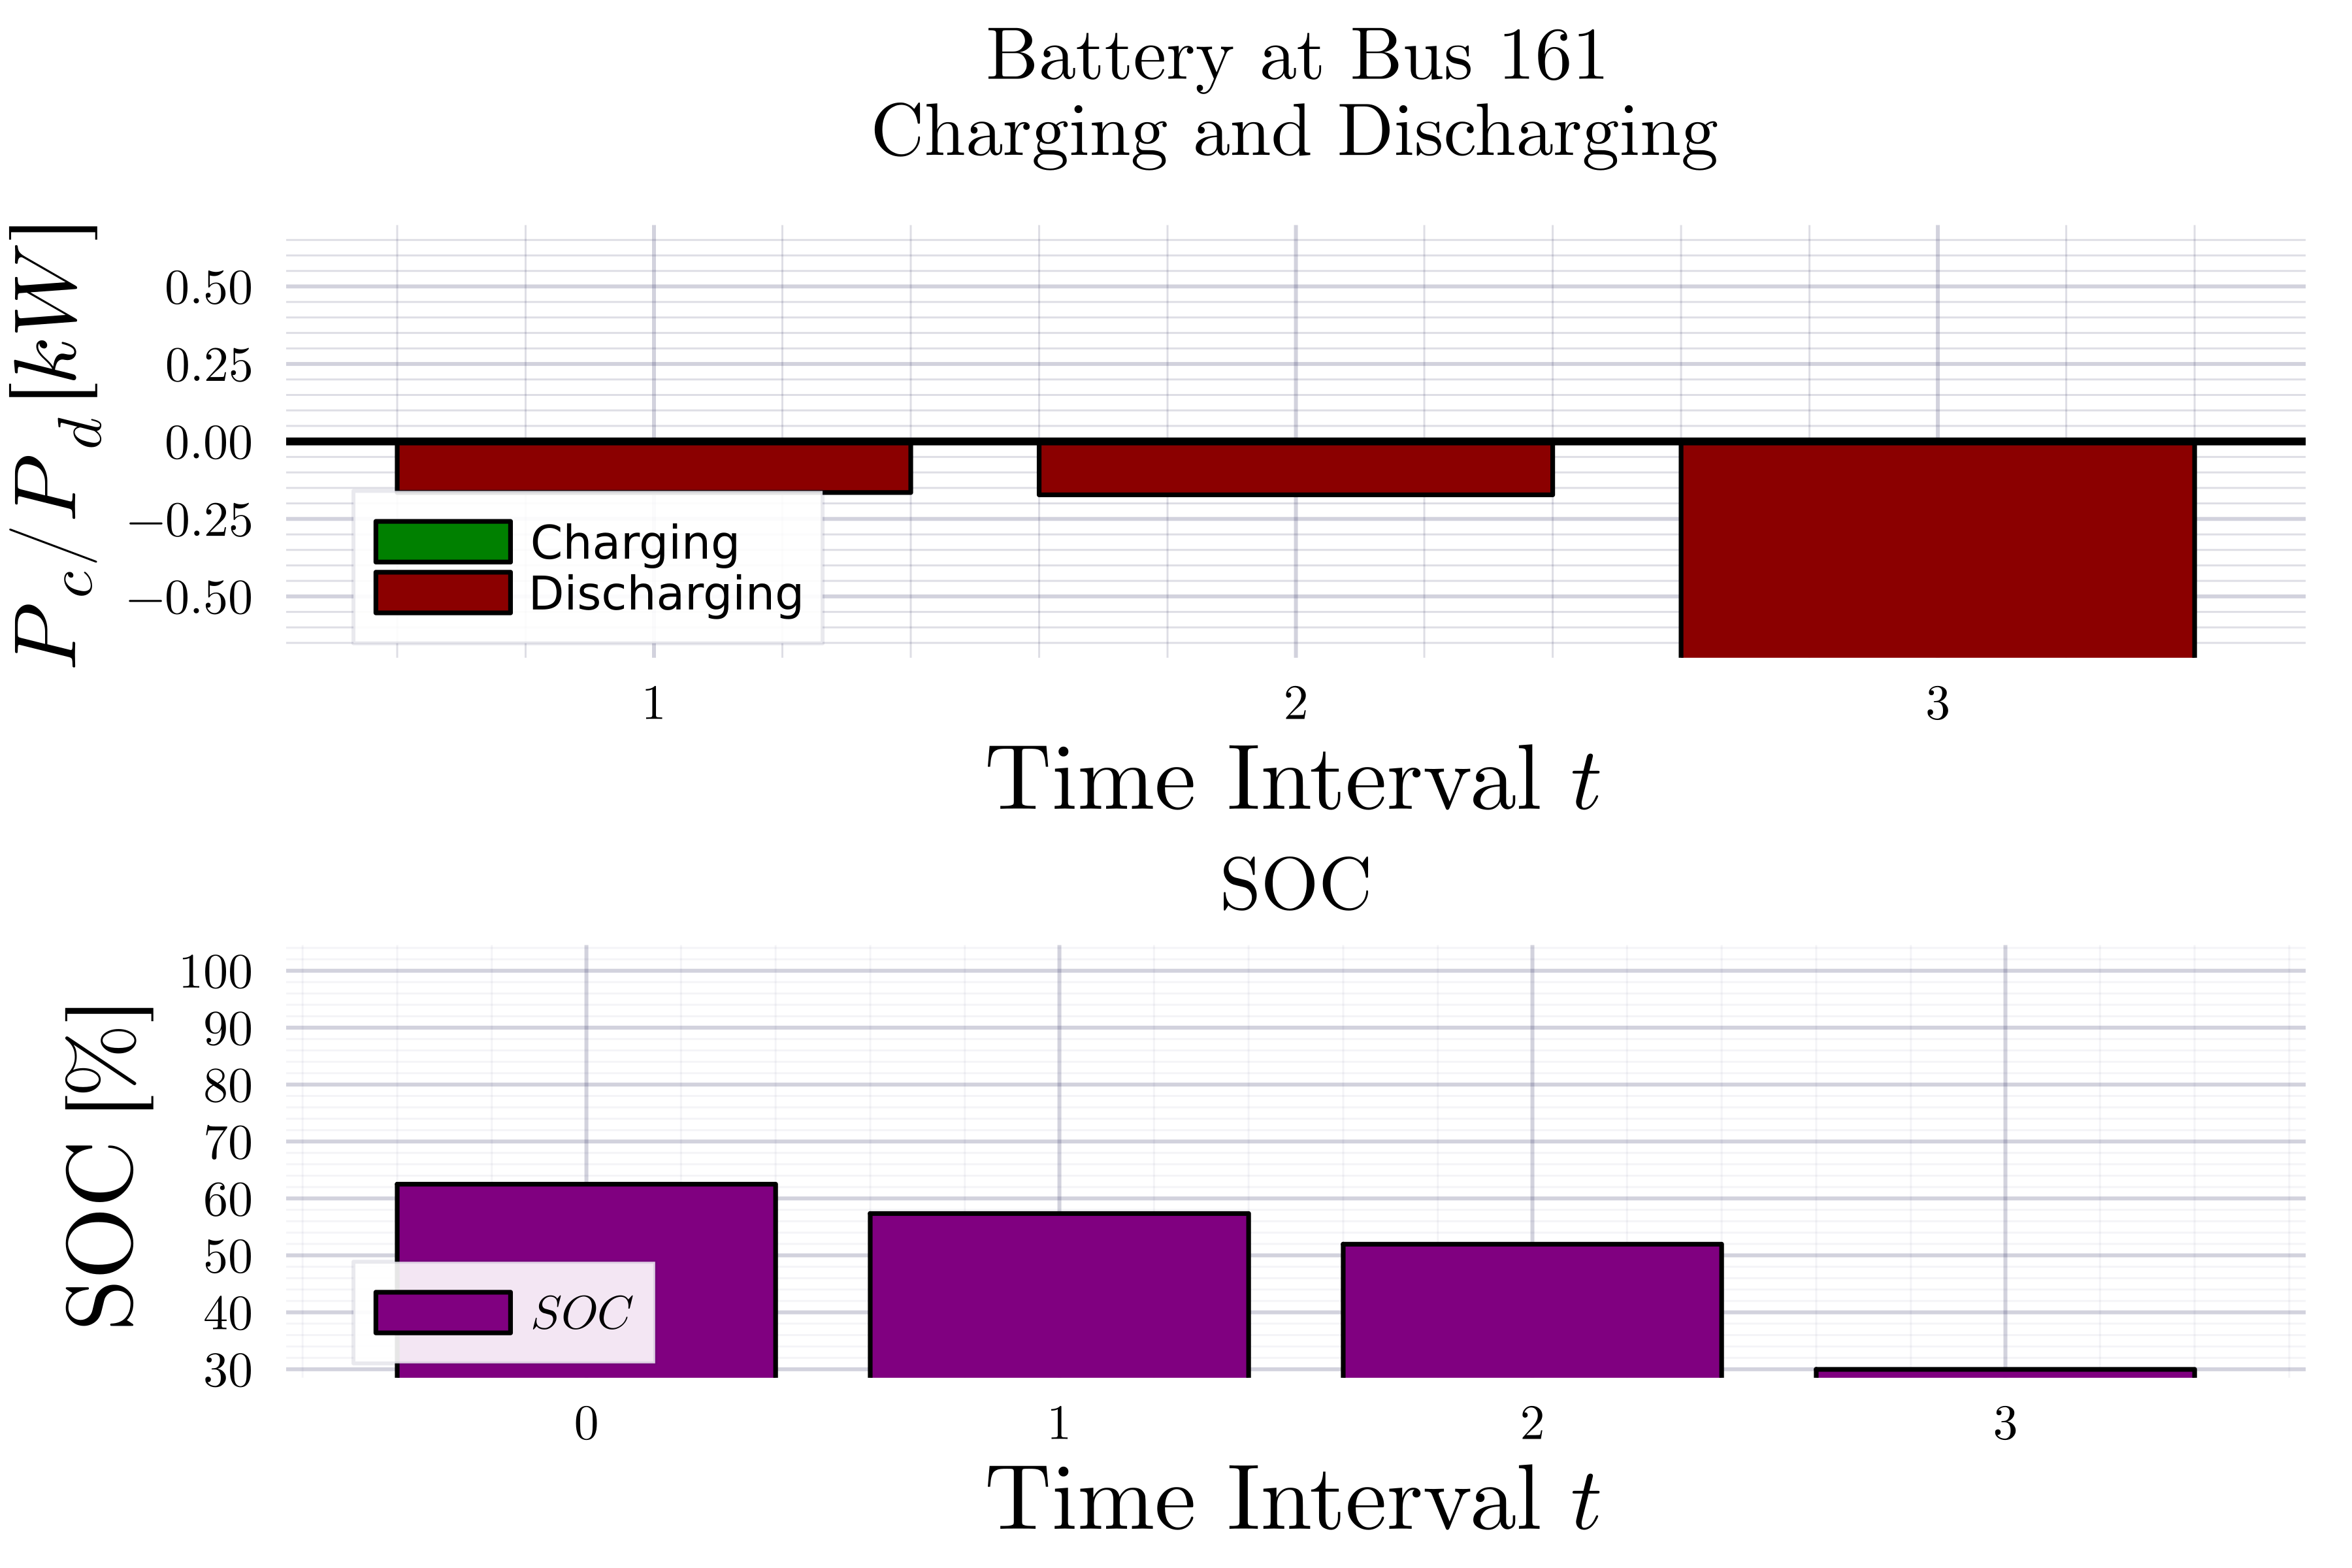 Battery at Bus 161
Charging and Discharging
P_c/P_d [kW]
0.50
0.25
0.00
−0.25
−0.50
Charging
Discharging
1 2 3
Time Interval t
SOC
SOC [%]
100
90
80
70
60
50
40
30
SOC
0 1 2 3
Time Interval t